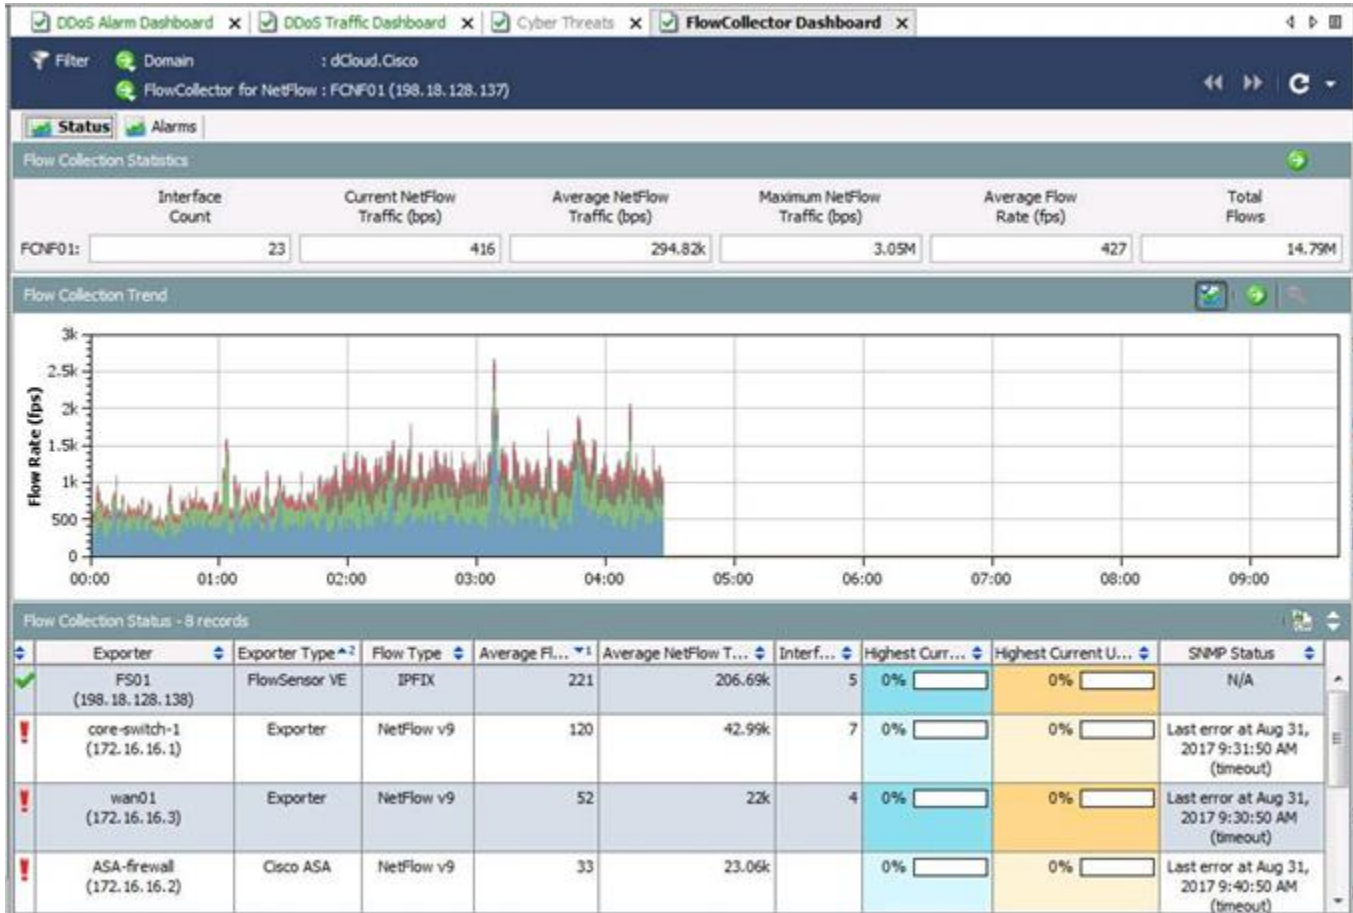 DDoS Alarm Dashboard x DDoS Traffic Dashboard x Cyber Threats x FlowCollector Dashboard x
Filter Domain : dCloud.Cisco
FlowCollector for NetFlow : FCNF01 (198.18.128.137)
Status Alarms
Flow Collection Statistics
Interface Current NetFlow Average NetFlow Maximum NetFlow Average Flow Total
Count Traffic (bps) Traffic (bps) Traffic (bps) Rate (fps) Flows
FCNF01: 23 416 294.82k 3.05M 427 14.79M
Flow Collection Trend
3k
2.5k
2k
1.5k
1k
500
0
Flow Rate (fps)
00:00 01:00 02:00 03:00 04:00 05:00 06:00 07:00 08:00 09:00
Flow Collection Status - 8 records
Exporter Exporter Type 2 Flow Type Average Fl... 1 Average NetFlow T... Interf... Highest Curr... Highest Current U... SNMP Status
FS01 FlowSensor VE IPFIX 221 206.69k 5 0% 0% N/A
(198.18.128.138)
core-switch-1 Exporter NetFlow v9 120 42.99k 7 0% 0% Last error at Aug 31,
(172.16.16.1) 2017 9:31:50 AM
(timeout)
wan01 Exporter NetFlow v9 52 22k 4 0% 0% Last error at Aug 31,
(172.16.16.3) 2017 9:30:50 AM
(timeout)
ASA-firewall Cisco ASA NetFlow v9 33 23.06k 0% 0% Last error at Aug 31,
(172.16.16.2) 2017 9:40:50 AM
(timeout)